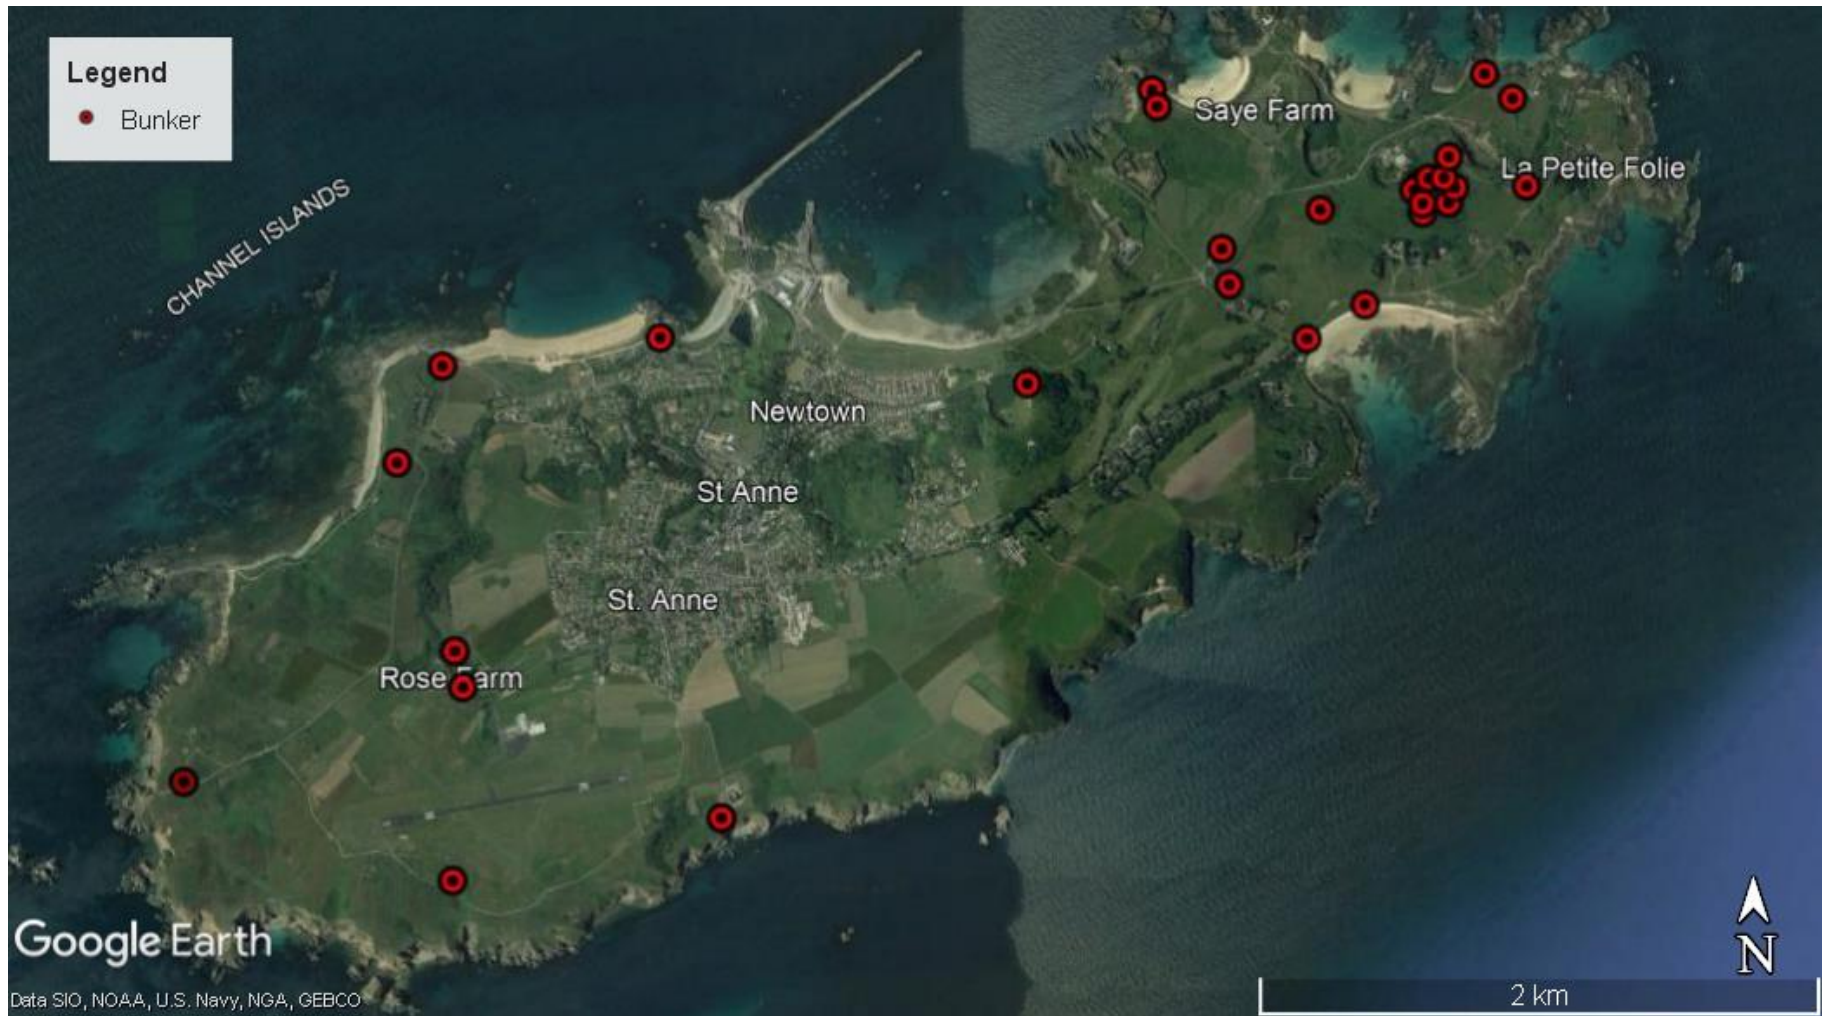 Legend
Bunker
Saye Farm
La Petite Folie
CHANNEL ISLANDS
Newtown
St Anne
St. Anne
Rose Farm
Google Earth
N
Data SIO, NOAA, U.S. Navy, NGA, GEBCO
2 km